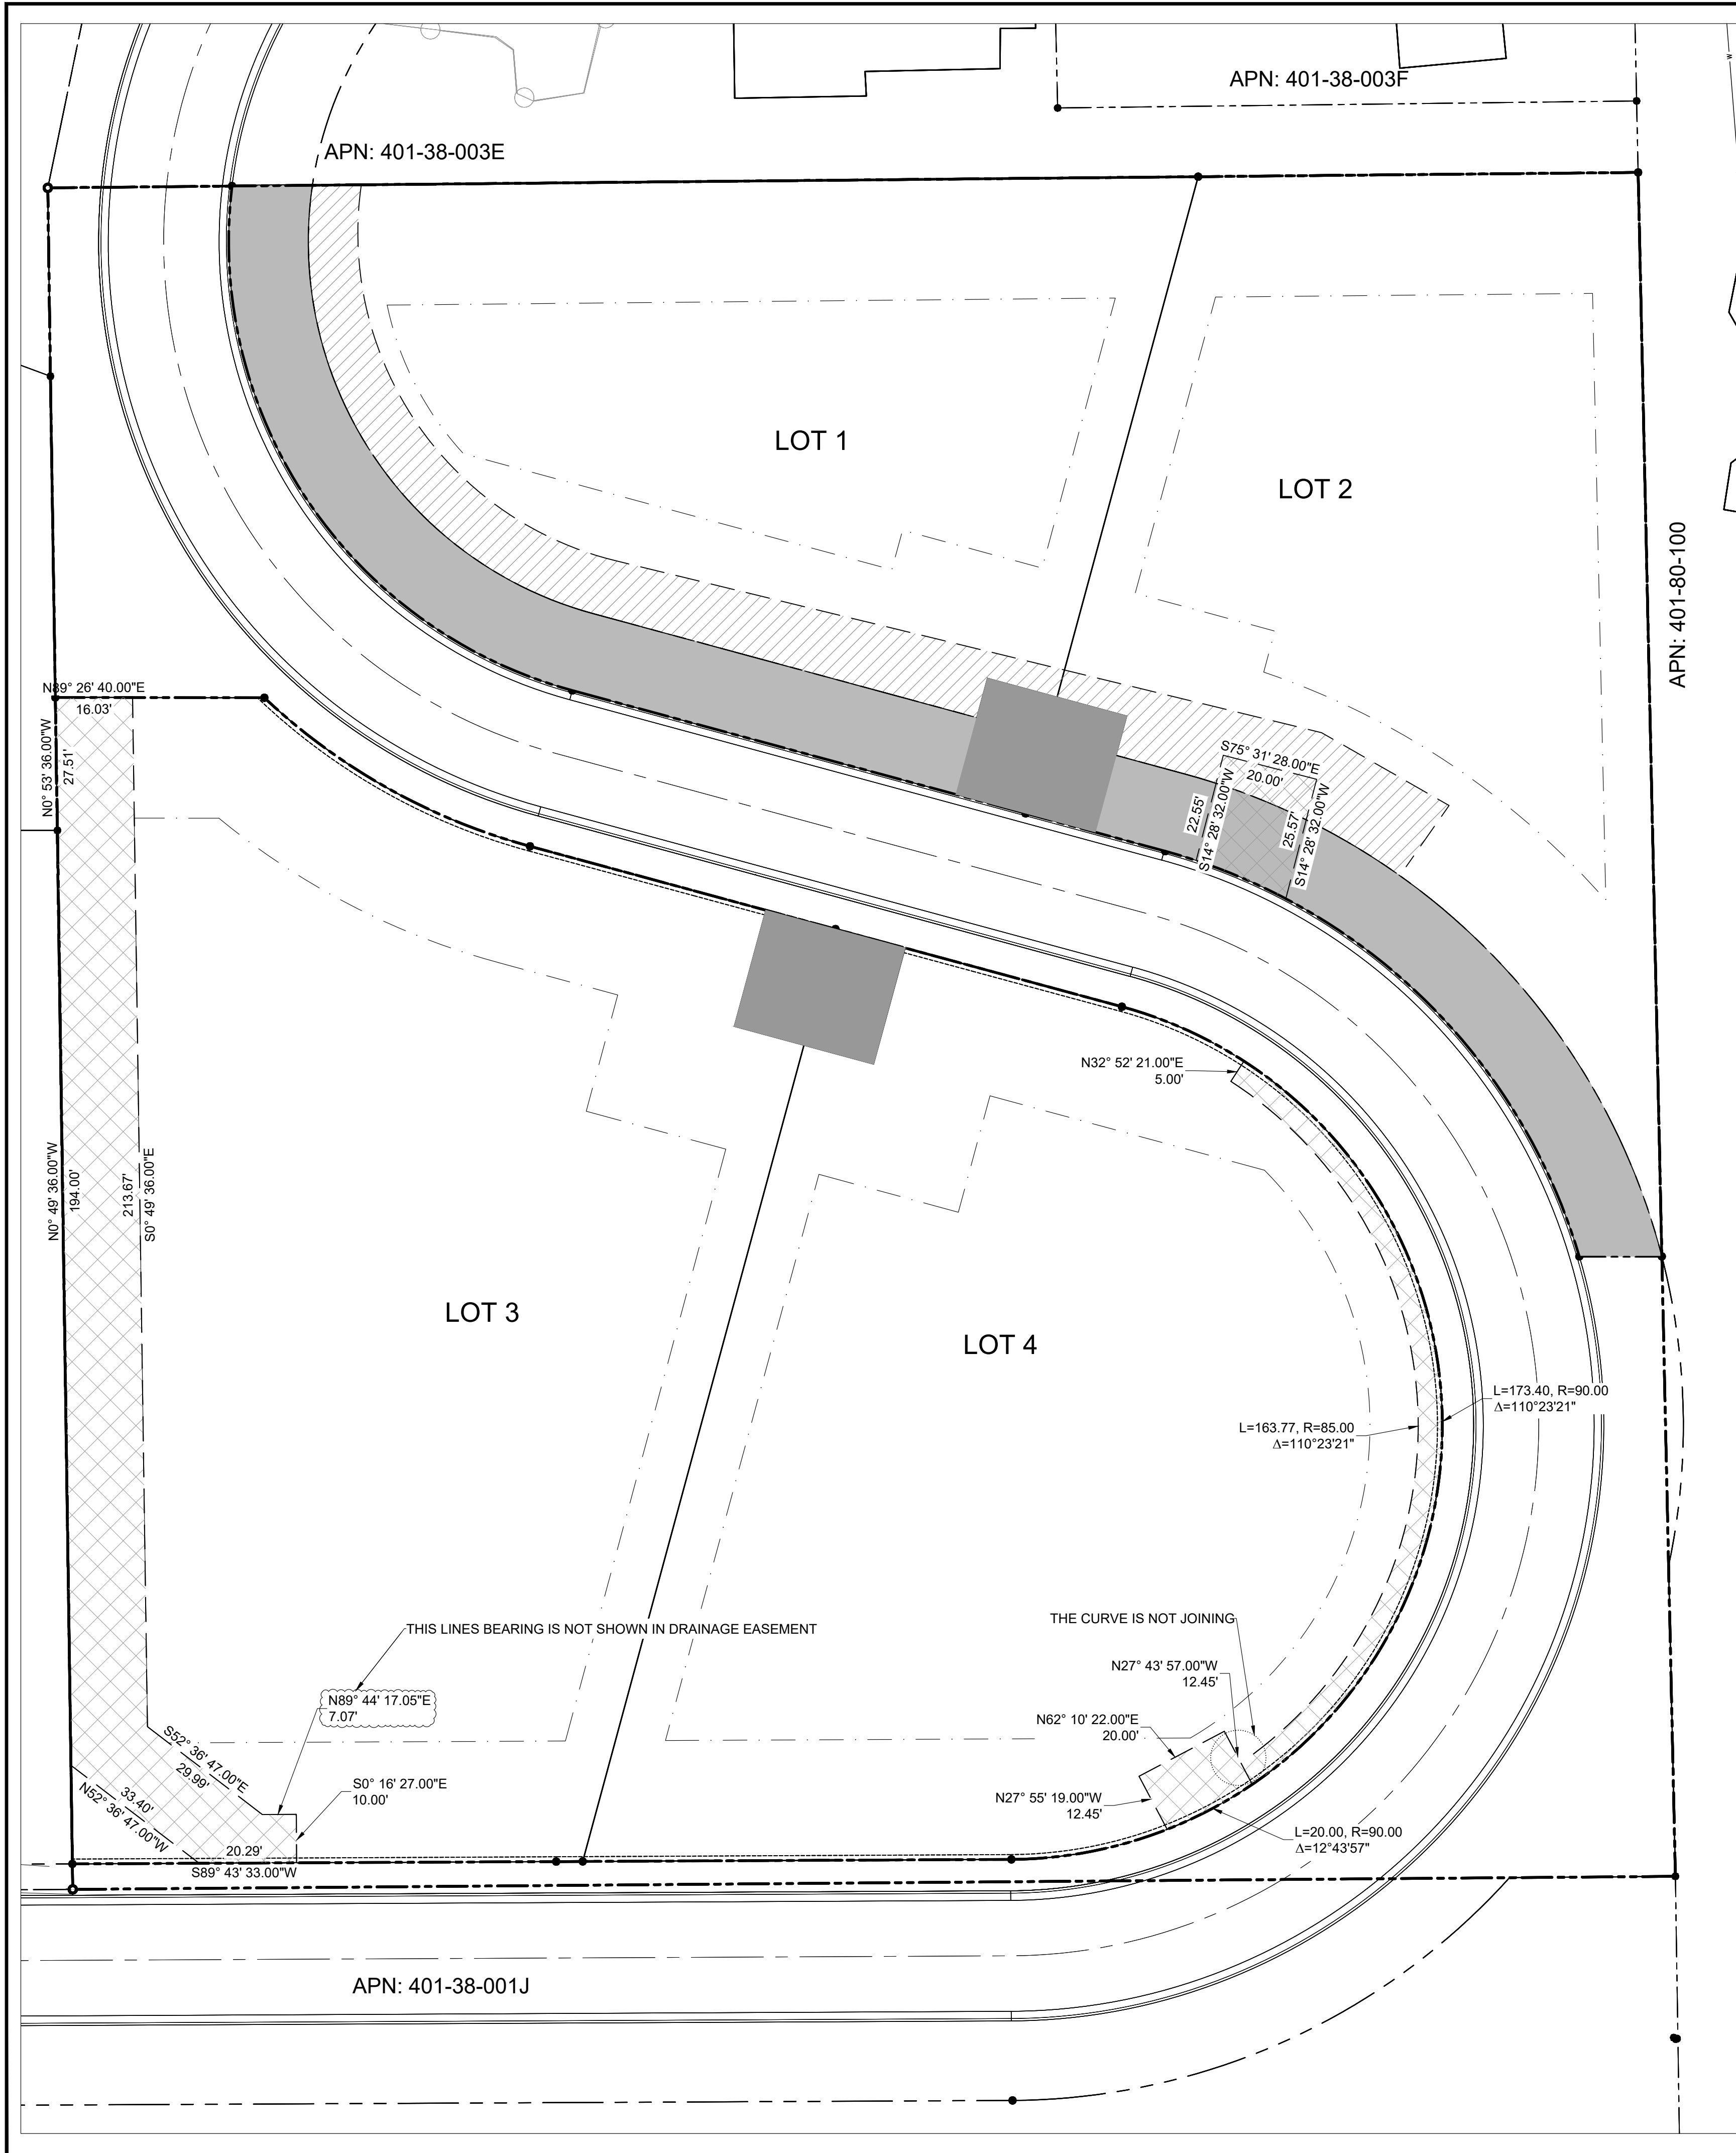 APN: 401-38-003F
APN: 401-38-003E
LOT 1
LOT 2
APN: 401-80-100
N89° 26' 40.00"E
16.03'
N0° 53' 36.00"W
27.51'
S75° 31' 28.00"E
20.00'
22.55'
S14° 28' 32.00"W
25.57'
S14° 28' 32.00"W
N32° 52' 21.00"E
5.00'
N0° 49' 36.00"W
194.00'
213.67'
S0° 49' 36.00"E
LOT 3
LOT 4
L=173.40, R=90.00
Δ=110°23'21"
L=163.77, R=85.00
Δ=110°23'21"
THIS LINES BEARING IS NOT SHOWN IN DRAINAGE EASEMENT
THE CURVE IS NOT JOINING
N27° 43' 57.00"W
12.45'
N89° 44' 17.05"E
7.07'
N62° 10' 22.00"E
20.00'
S52° 36' 47.00"E
29.99'
S0° 16' 27.00"E
10.00'
33.40'
N52° 36' 47.00"W
N27° 55' 19.00"W
12.45'
L=20.00, R=90.00
Δ=12°43'57"
20.29'
S89° 43' 33.00"W
APN: 401-38-001J
W